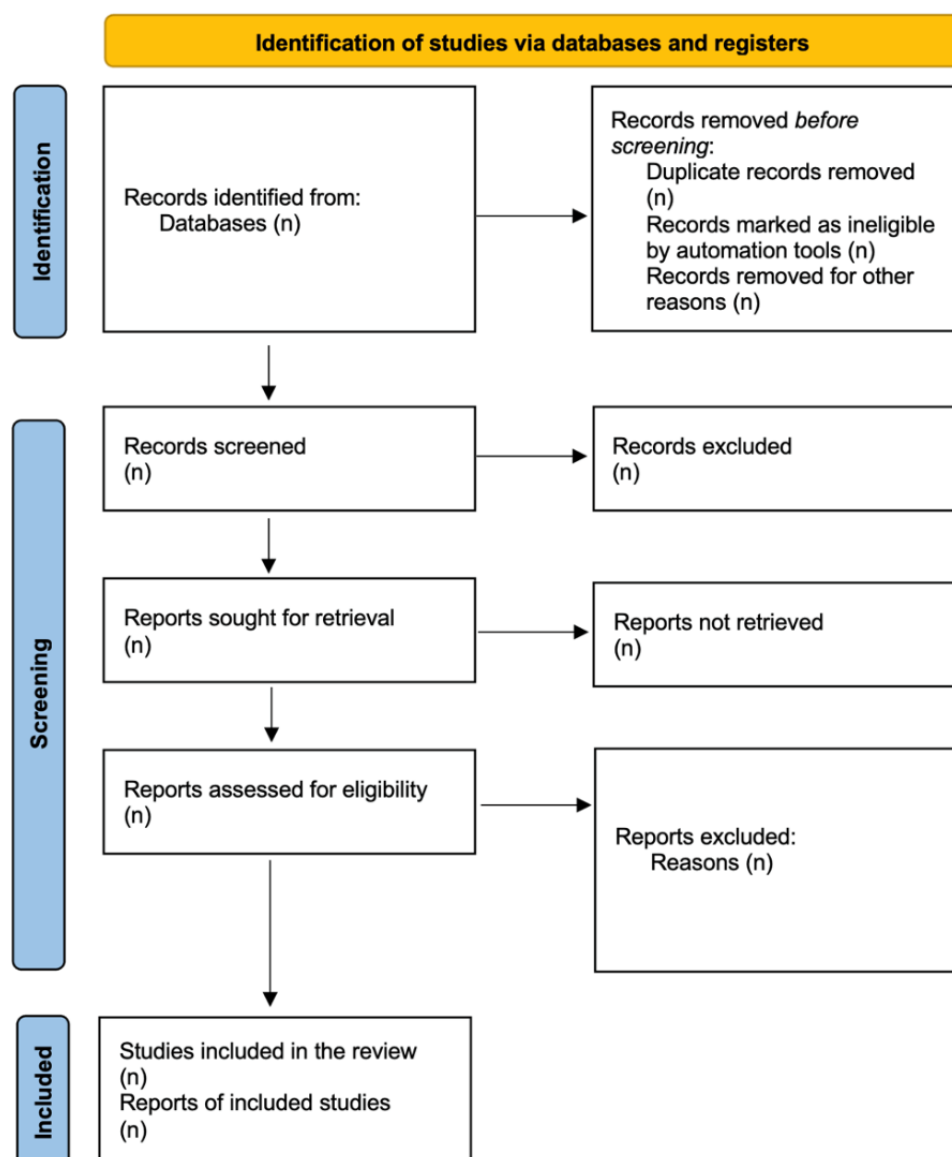 Identification of studies via databases and registers
Identification
Records identified from:
Databases (n)
Records removed before
screening:
Duplicate records removed
(n)
Records marked as ineligible
by automation tools (n)
Records removed for other
reasons (n)
Screening
Records screened
(n)
Records excluded
(n)
Reports sought for retrieval
(n)
Reports not retrieved
(n)
Reports assessed for eligibility
(n)
Reports excluded:
Reasons (n)
Included
Studies included in the review
(n)
Reports of included studies
(n)